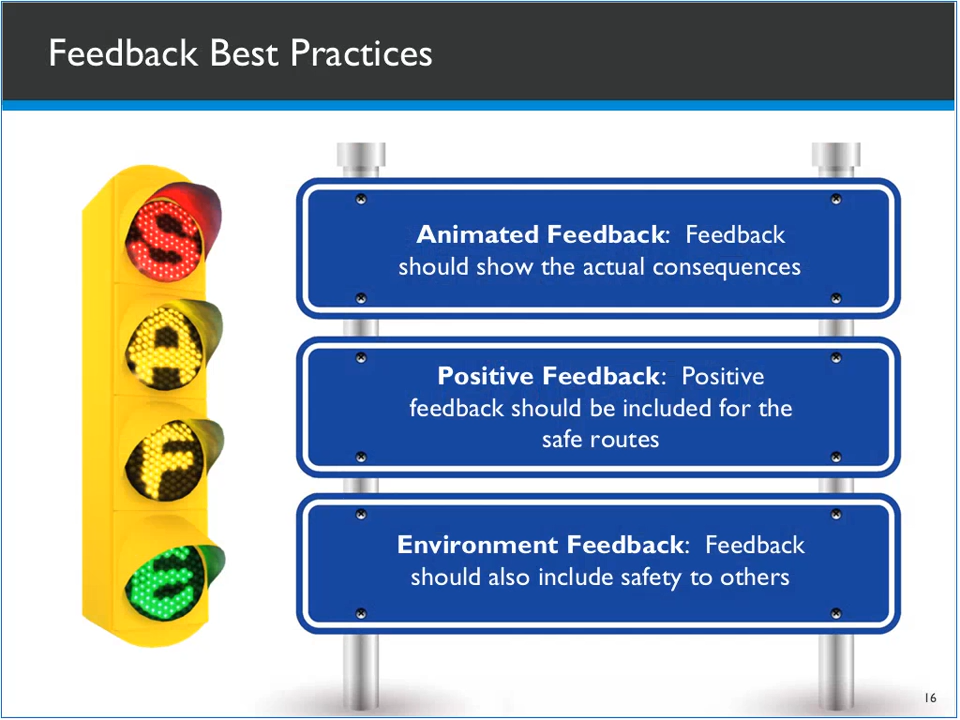 Feedback Best Practices
S
A
F
E
Animated Feedback: Feedback
should show the actual consequences
Positive Feedback: Positive
feedback should be included for the
safe routes
Environment Feedback: Feedback
should also include safety to others
16